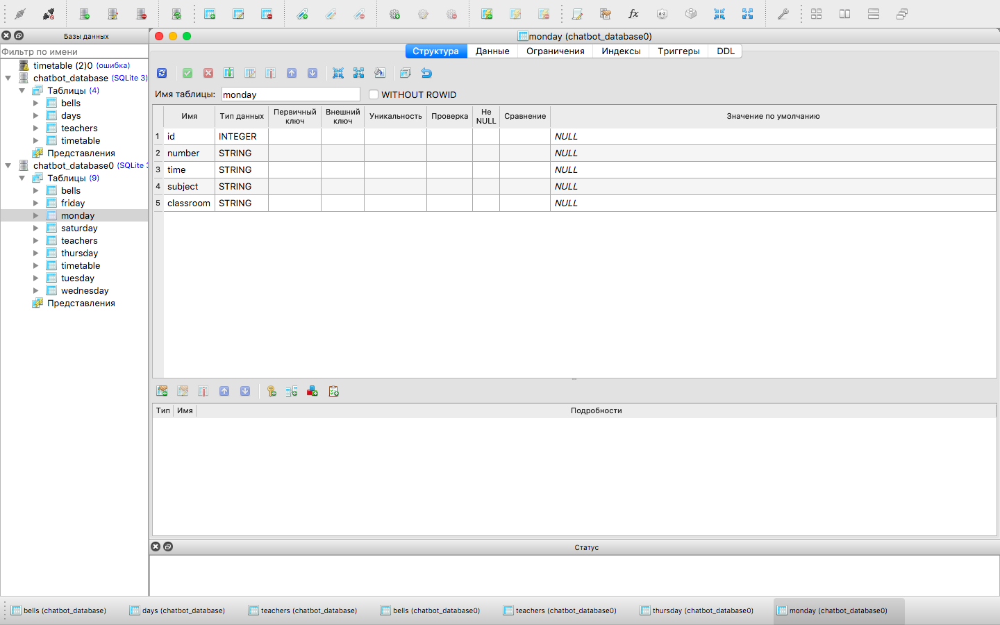 Базы данных
Фильтр по имени
timetable (2)0 (ошибка)
chatbot_database (SQLite 3)
Таблицы (4)
bells
days
teachers
timetable
Представления
chatbot_database0 (SQLite 3
Таблицы (9)
bells
friday
monday
saturday
teachers
thursday
timetable
tuesday
wednesday
Представления
monday (chatbot_database0)
Структура Данные Ограничения Индексы Триггеры DDL
Имя таблицы: monday WITHOUT ROWID
Имя Тип данных Первичный ключ Внешний ключ Уникальность Проверка Не NULL Сравнение Значение по умолчанию
1 id INTEGER NULL
2 number STRING NULL
3 time STRING NULL
4 subject STRING NULL
5 classroom STRING NULL
Тип Имя Подробности
Статус
bells (chatbot_database) days (chatbot_database) teachers (chatbot_database) bells (chatbot_database0) teachers (chatbot_database0) thursday (chatbot_database0) monday (chatbot_database0)